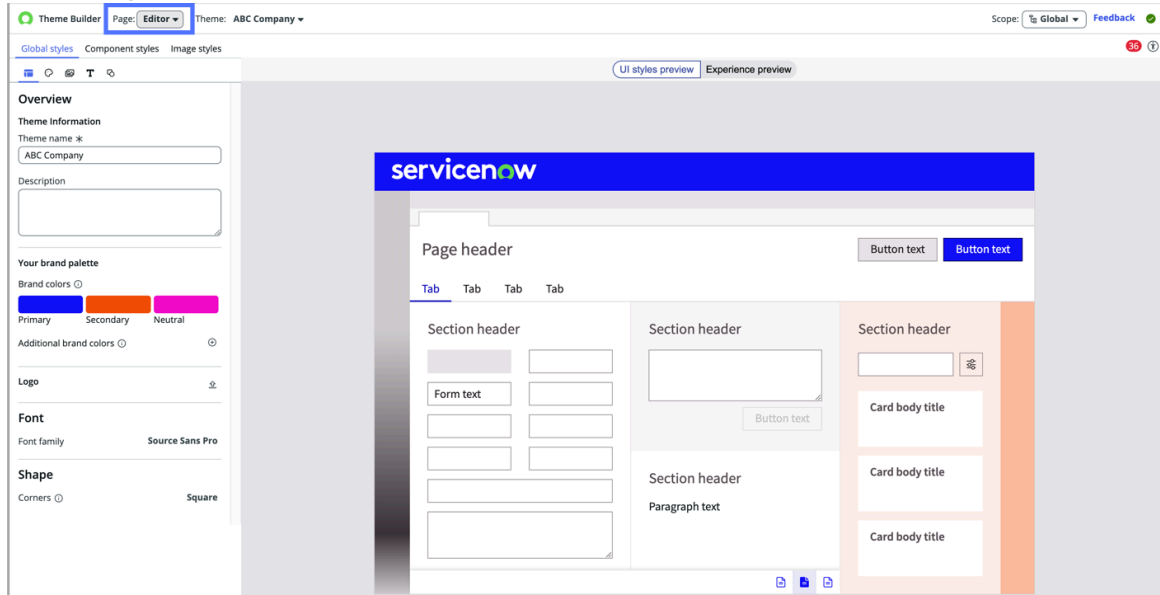 Theme Builder Page: Editor Theme: ABC Company Scope: Global Feedback
Global styles Component styles Image styles 36
UI styles preview Experience preview
Overview
Theme Information
Theme name *
ABC Company
Description
Your brand palette
Brand colors
Primary Secondary Neutral
Additional brand colors
Logo
Font
Font family Source Sans Pro
Shape
Corners Square
servicenow
Page header Button text Button text
Tab Tab Tab Tab
Section header
Form text
Section header
Button text
Section header
Paragraph text
Section header
Card body title
Card body title
Card body title